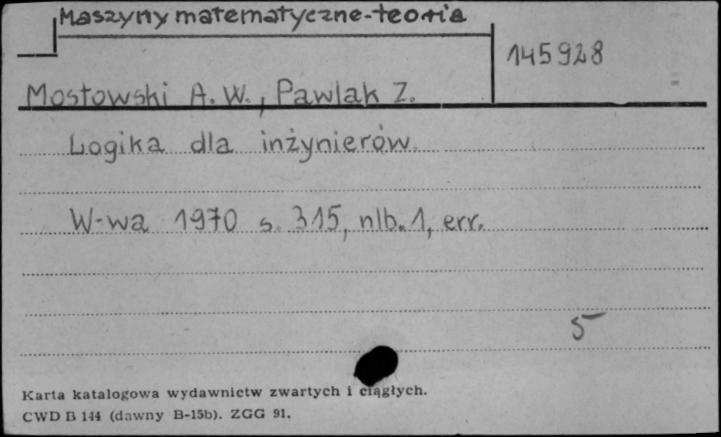 Maszyny matematyczne-teoria
145928
Mostowski A. W., Pawlak Z.
Logika dla inżynierów
W-wa 1970 s. 315, nlb. 1, err.
5
Karta katalogowa wydawnictw zwartych i ciągłych.
CWD B 144 (dawny B-15b). ZGG 91.